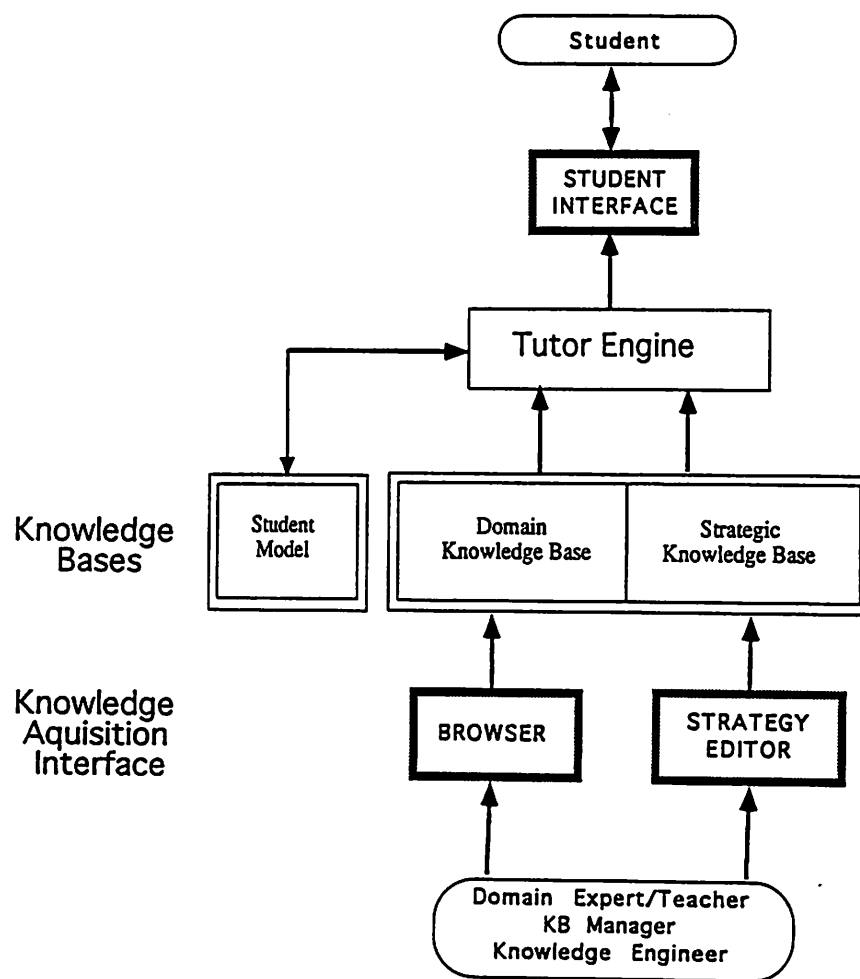 Student
STUDENT
INTERFACE
Tutor Engine
Knowledge
Bases
Student
Model
Domain
Knowledge Base
Strategic
Knowledge Base
Knowledge
Aquisition
Interface
BROWSER
STRATEGY
EDITOR
Domain Expert/Teacher
KB Manager
Knowledge Engineer